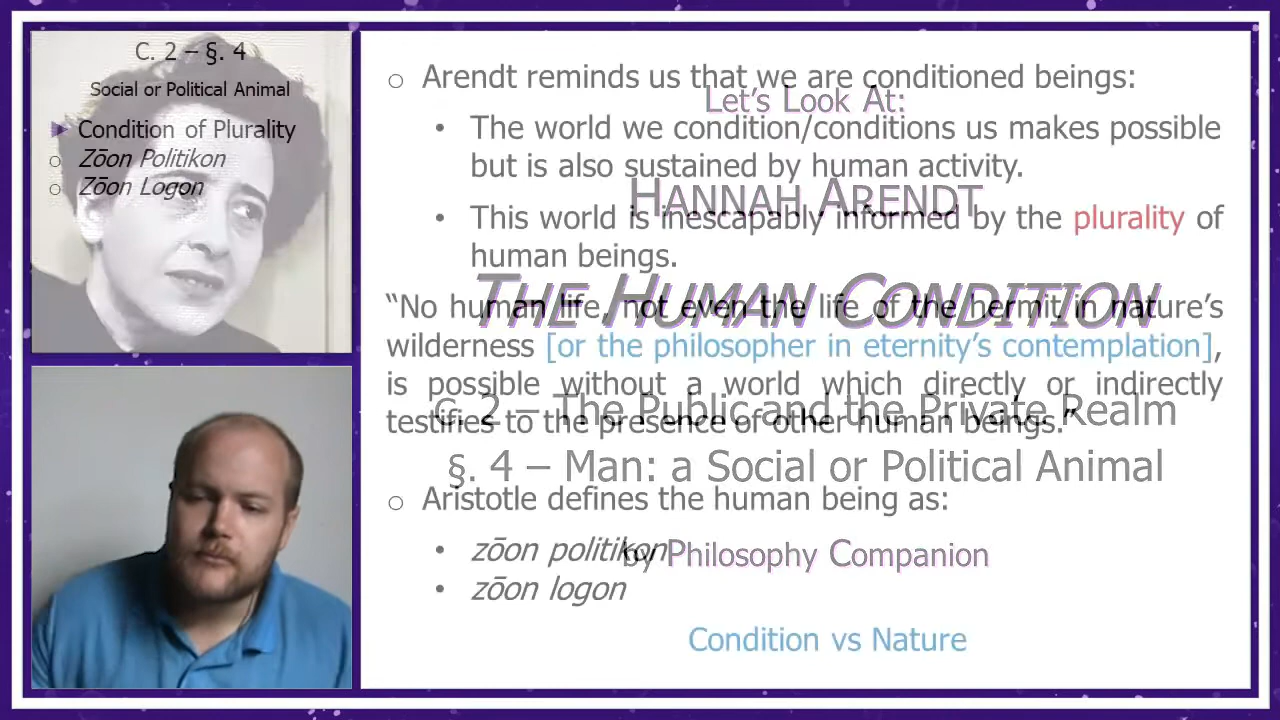 C. 2 – §. 4
Social or Political Animal
Condition of Plurality
Zōon Politikon
Zōon Logon
Arendt reminds us that we are conditioned beings:
The world we condition/conditions us makes possible
but is also sustained by human activity.
This world is inescapably informed by the plurality of
human beings.
“No human life, not even the life of the hermit in nature’s
wilderness [or the philosopher in eternity’s contemplation],
is possible without a world which directly or indirectly
testifies to the presence of other human beings.”
Aristotle defines the human being as:
zōon politikon
zōon logon
Condition vs Nature
Let’s Look At:
HANNAH ARENDT
THE HUMAN CONDITION
C. 2 – The Public and the Private Realm
§. 4 – Man: a Social or Political Animal
by Philosophy Companion